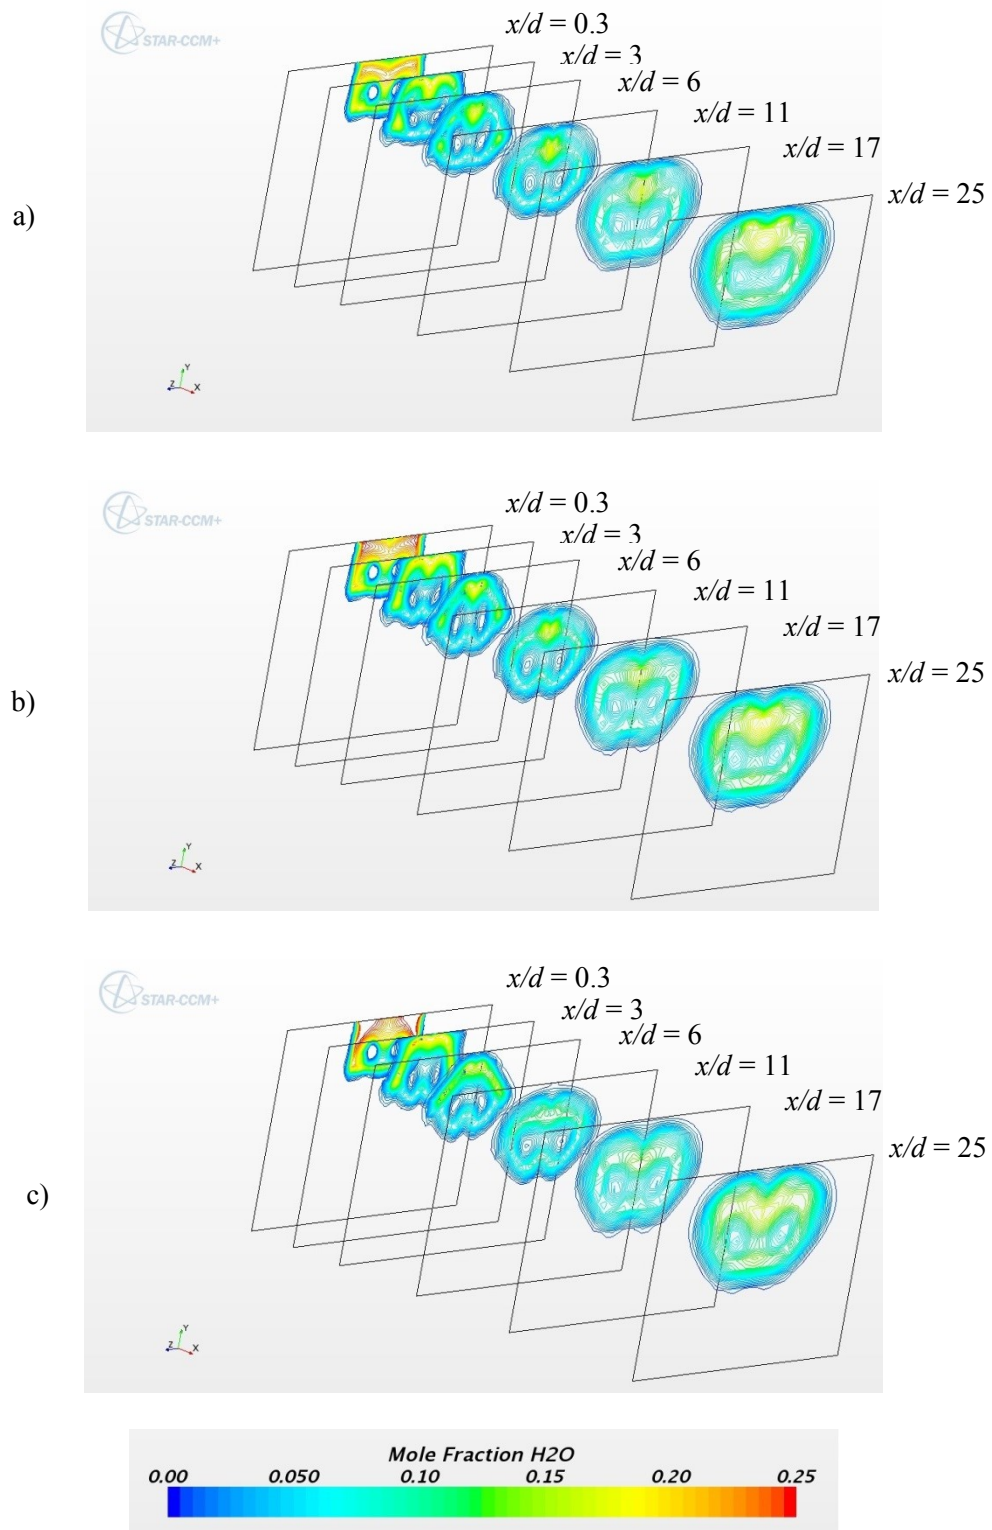 STAR-CCM+
x/d = 0.3
x/d = 3
x/d = 6
x/d = 11
x/d = 17
x/d = 25
a)
Y
Z X
STAR-CCM+
x/d = 0.3
x/d = 3
x/d = 6
x/d = 11
x/d = 17
x/d = 25
b)
Y
Z X
STAR-CCM+
x/d = 0.3
x/d = 3
x/d = 6
x/d = 11
x/d = 17
x/d = 25
c)
Y
Z X
Mole Fraction H2O
0.00 0.050 0.10 0.15 0.20 0.25